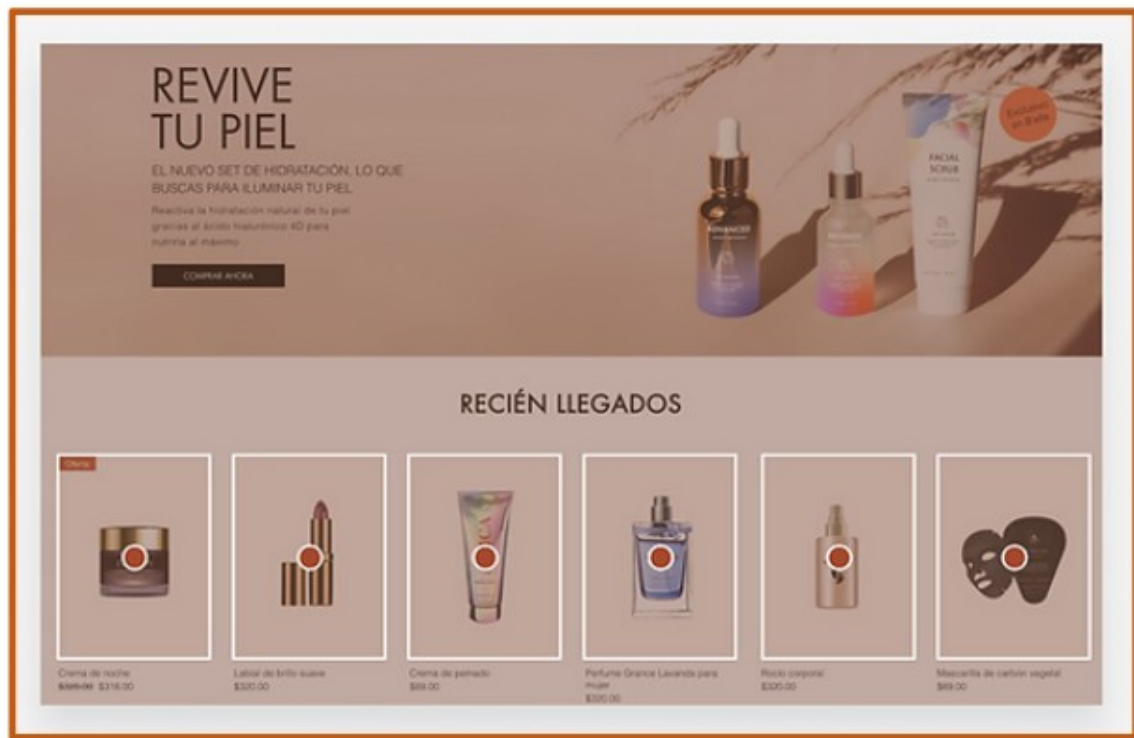 REVIVE
TU PIEL
EL NUEVO SET DE HIDRATACIÓN, LO QUE
BUSCAS PARA ILUMINAR TU PIEL
Reactiva la hidratación natural de tu piel
gracias al ácido hialurónico 4D para
nutrirla al máximo
COMPRAR AHORA
ADVANCED
FACIAL
SCRUB
RECIÉN LLEGADOS
Oferta
Crema de noche
$318.00
Labial de brillo suave
$320.00
Crema de peinado
$89.00
Perfume Grance Lavanda para
mujer
$320.00
Rocío corporal
$320.00
Mascarilla de carbón vegetal
$89.00